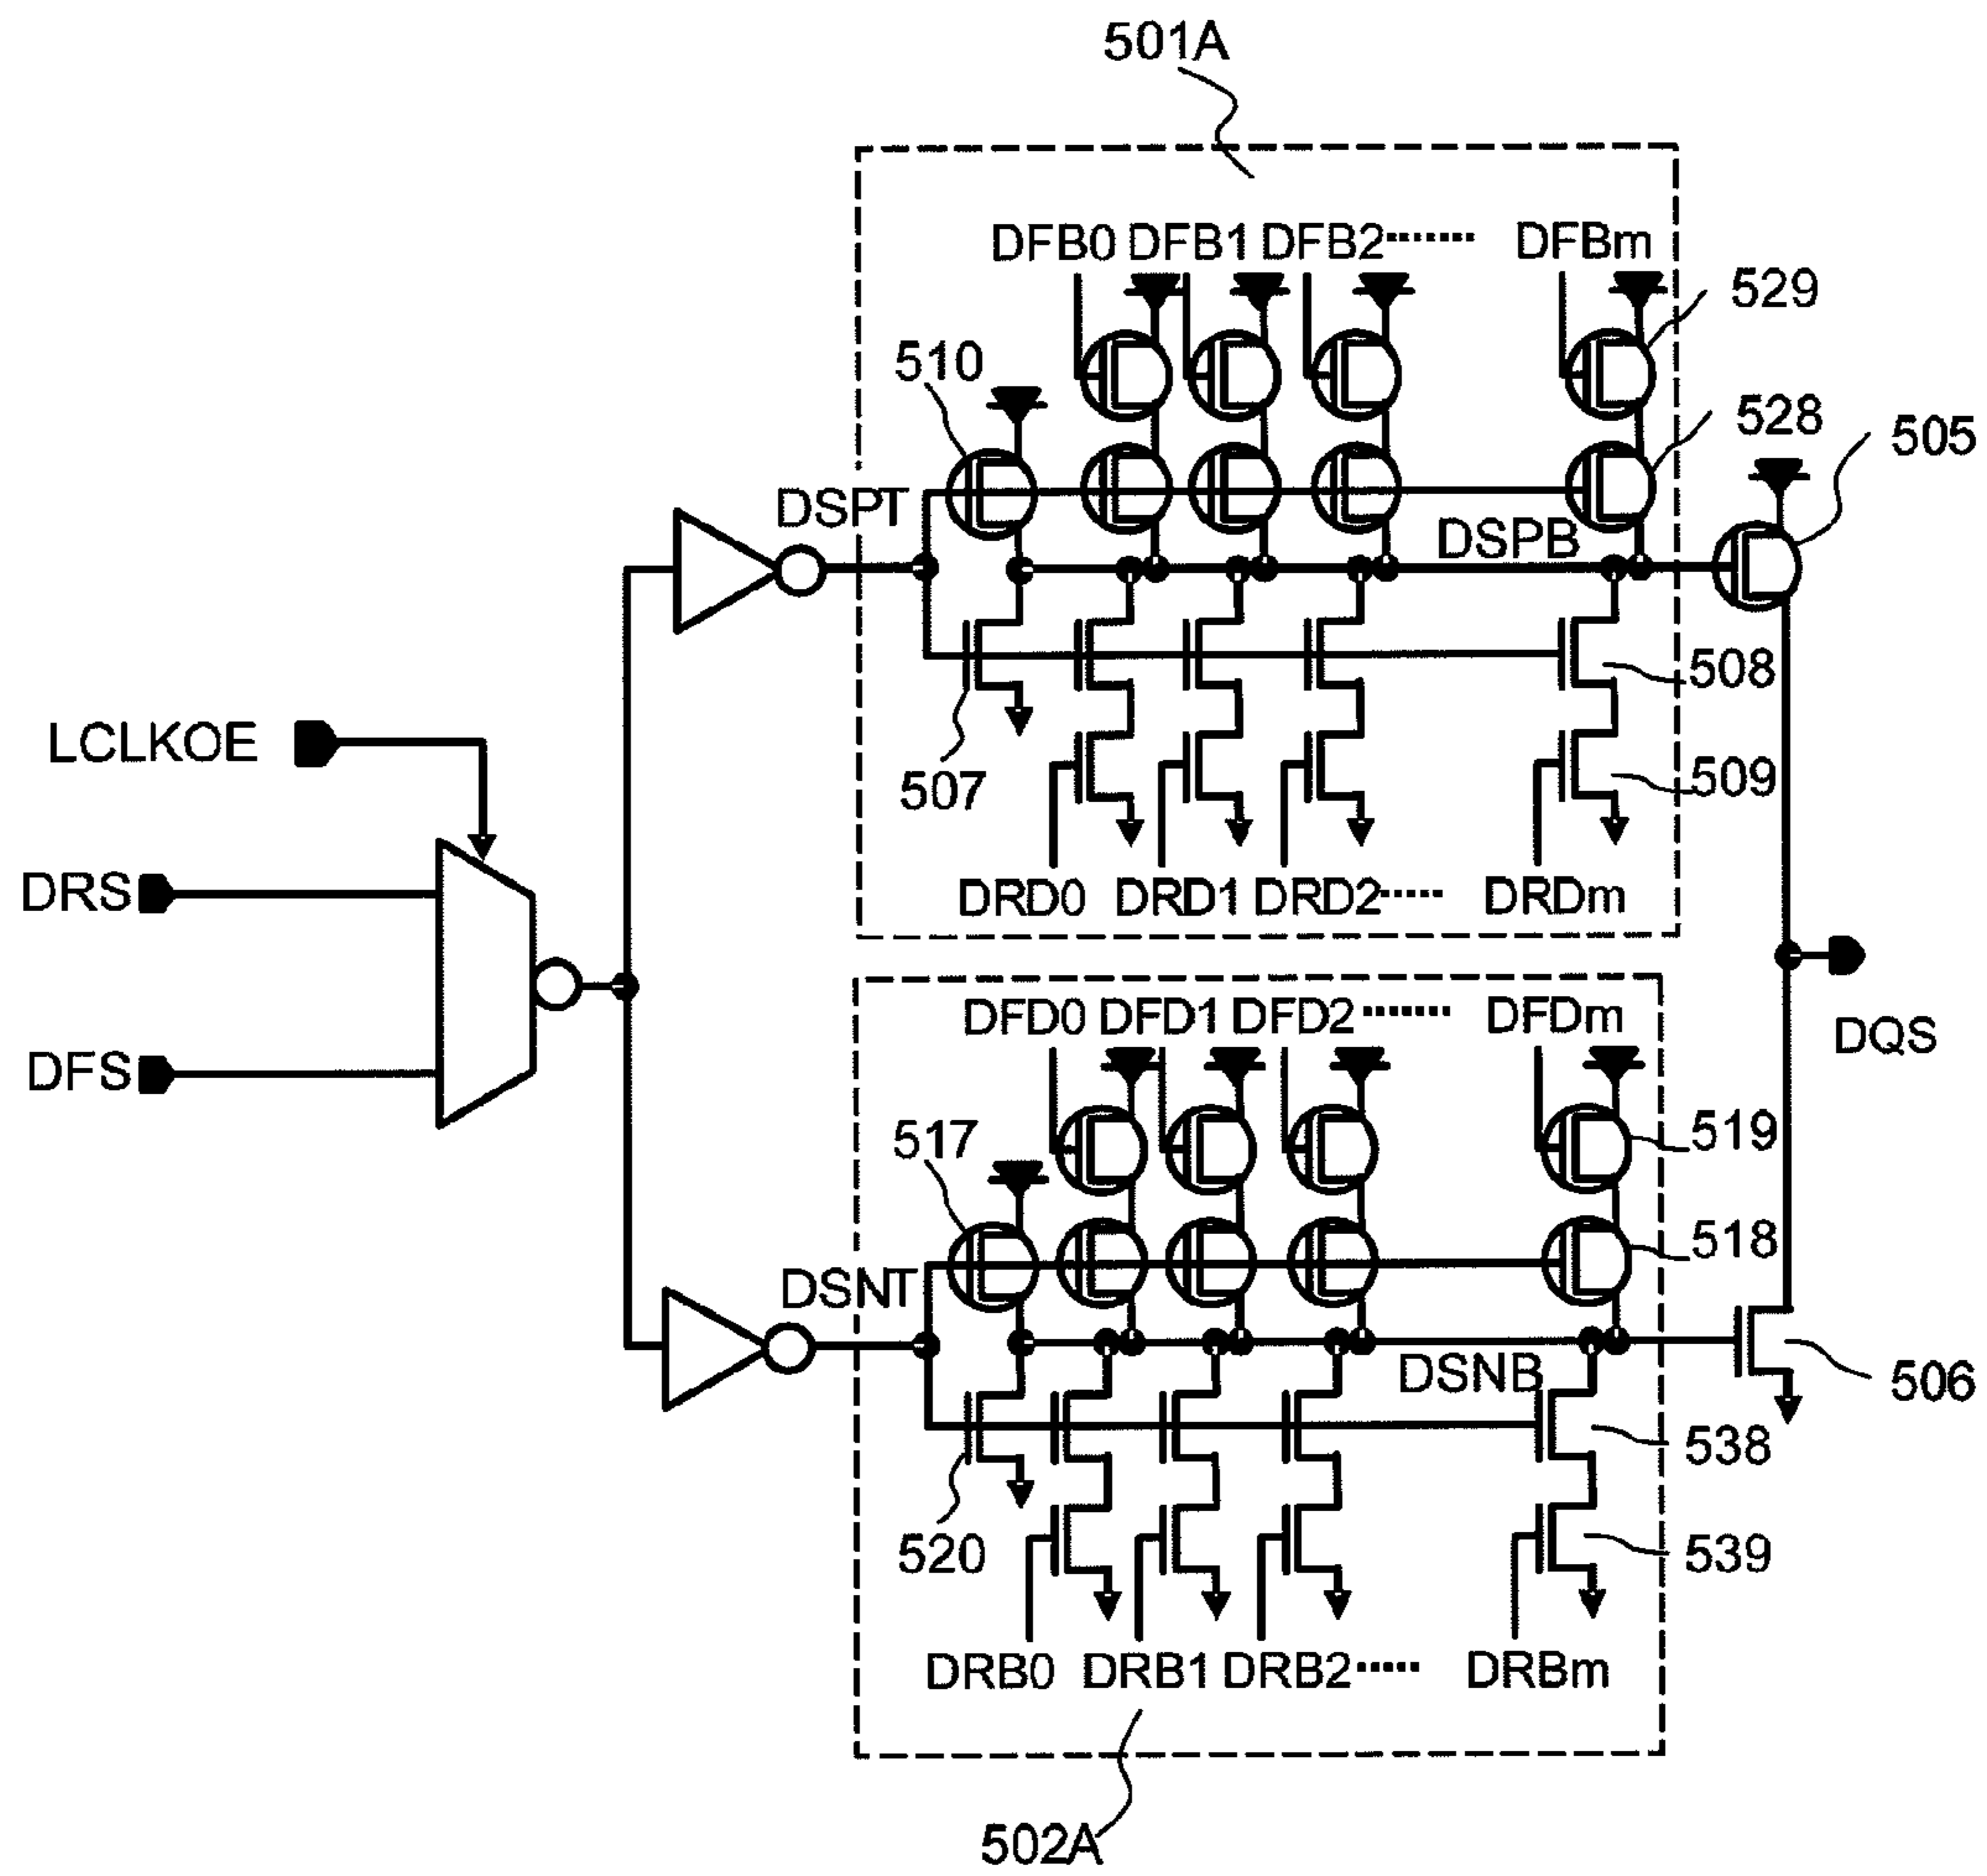 501A
DFB0 DFB1 DFB2······· DFBm
529
510
528
505
DSPT
DSPB
508
LCLKOE
507
509
DRS
DRD0 DRD1 DRD2····· DRDm
DQS
DFS
DFD0 DFD1 DFD2 ······· DFDm
517
519
518
DSNT
DSNB
506
538
520
539
DRB0 DRB1 DRB2····· DRBm
502A